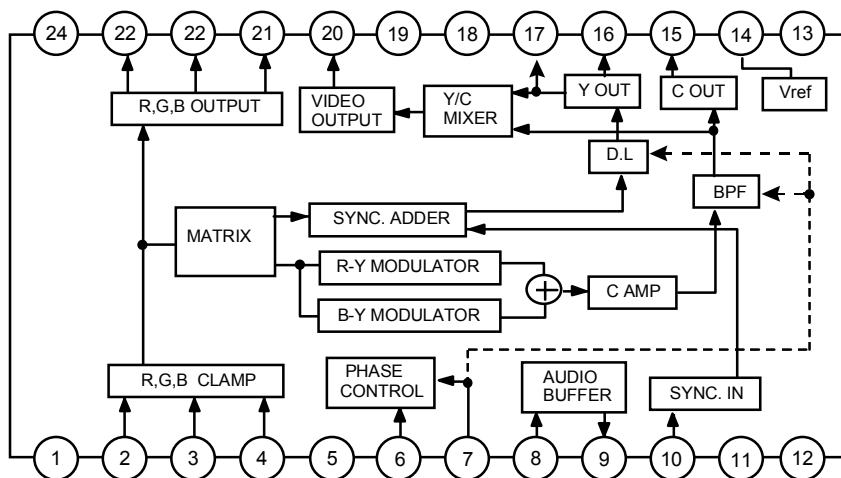 24 22 22 21 20 19 18 17 16 15 14 13
R,G,B OUTPUT
VIDEO
OUTPUT
Y/C
MIXER
Y OUT
C OUT
Vref
D.L
BPF
MATRIX
SYNC. ADDER
R-Y MODULATOR
B-Y MODULATOR
C AMP
R,G,B CLAMP
PHASE
CONTROL
AUDIO
BUFFER
SYNC. IN
1 2 3 4 5 6 7 8 9 10 11 12